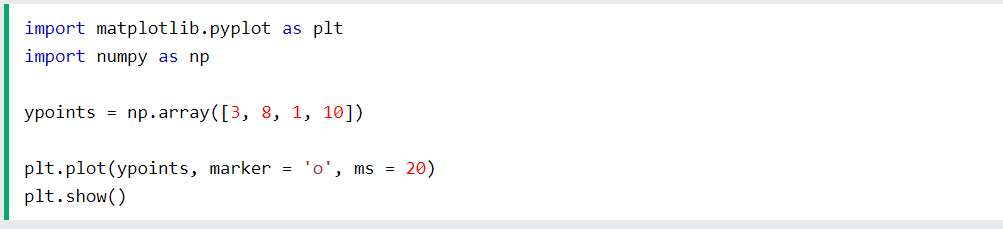 import matplotlib.pyplot as plt
import numpy as np
ypoints = np.array([3, 8, 1, 10])
plt.plot(ypoints, marker = 'o', ms = 20)
plt.show()